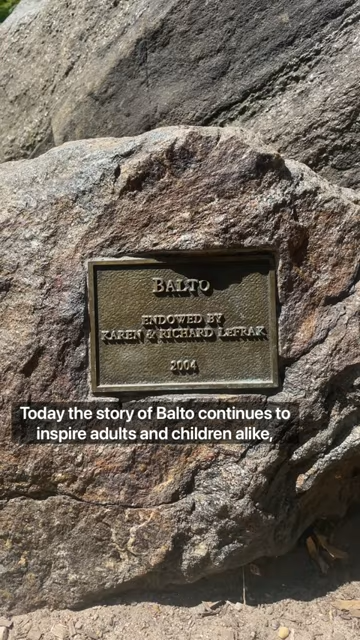 BALTO
ENDOWED BY
KAREN & RICHARD LEFRAK
2004
Today the story of Balto continues to
inspire adults and children alike,